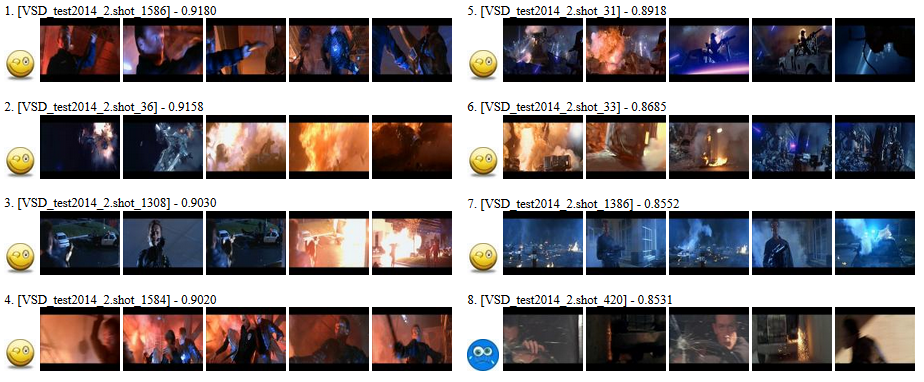 1. [VSD_test2014_2.shot_1586] - 0.9180
2. [VSD_test2014_2.shot_36] - 0.9158
3. [VSD_test2014_2.shot_1308] - 0.9030
4. [VSD_test2014_2.shot_1584] - 0.9020
5. [VSD_test2014_2.shot_31] - 0.8918
6. [VSD_test2014_2.shot_33] - 0.8685
7. [VSD_test2014_2.shot_1386] - 0.8552
8. [VSD_test2014_2.shot_420] - 0.8531